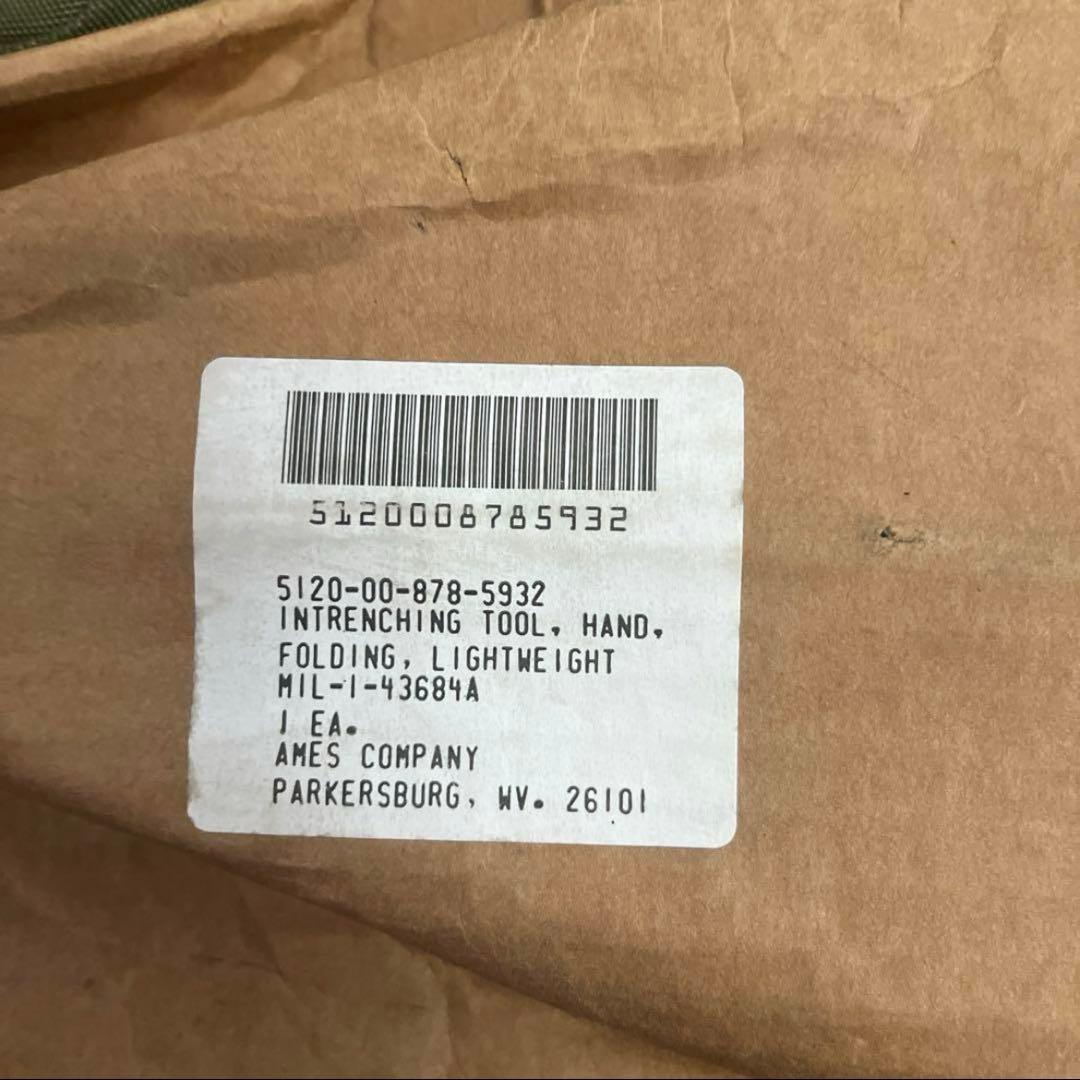 5120008785932
5120-00-878-5932
INTRENCHING TOOL, HAND,
FOLDING, LIGHTWEIGHT
MIL-I-43684A
1 EA.
AMES COMPANY
PARKERSBURG, WV. 26101